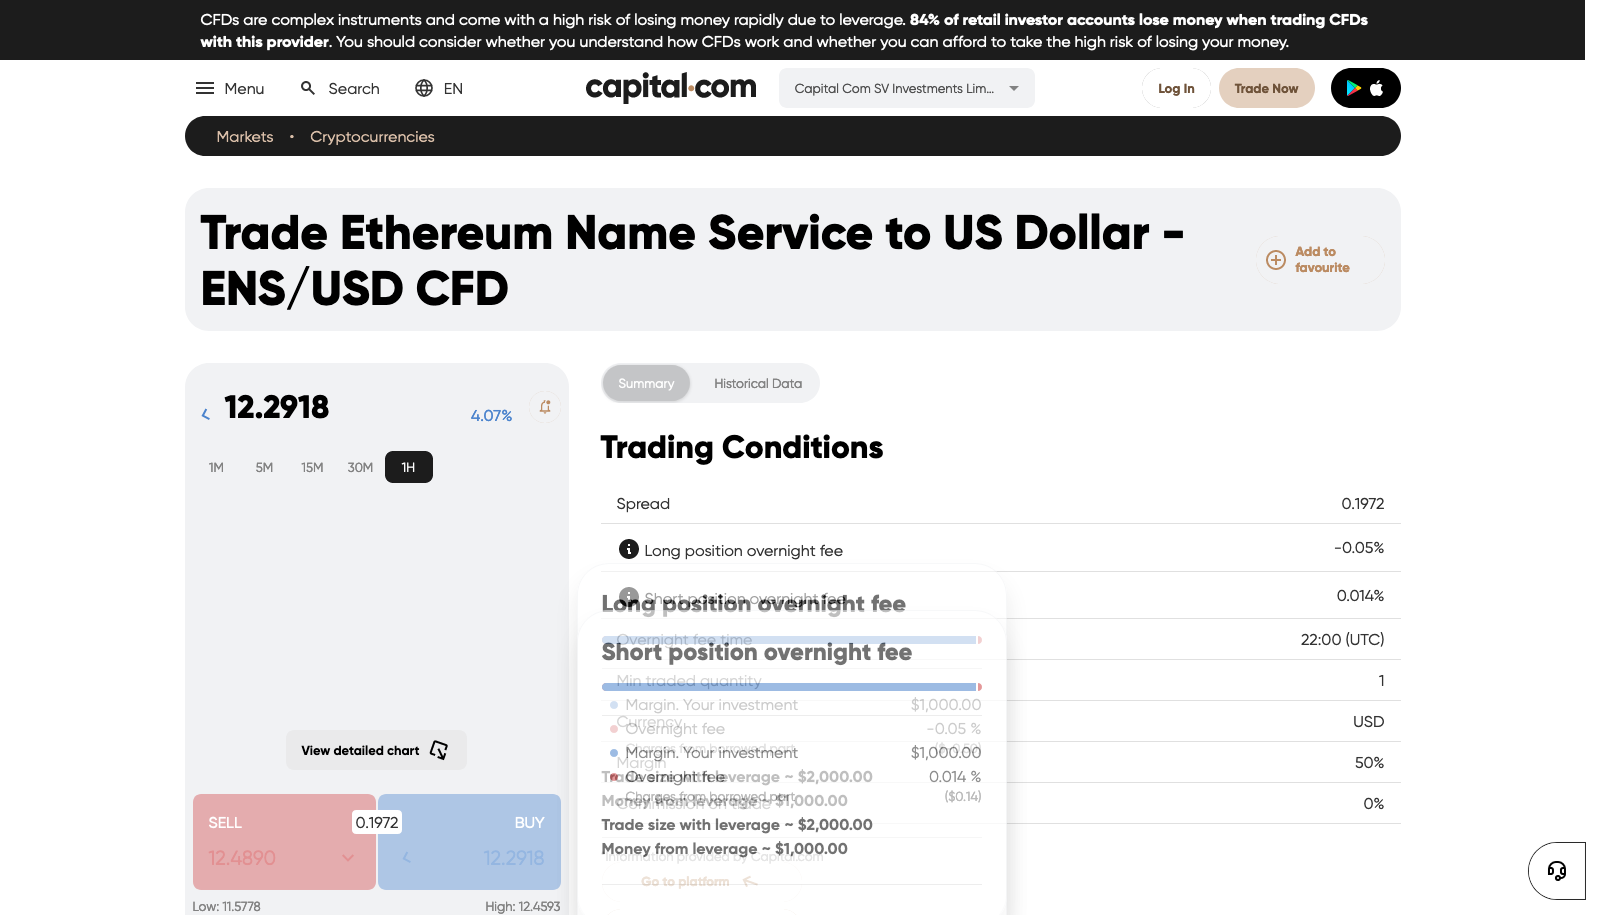 CFDs are complex instruments and come with a high risk of losing money rapidly due to leverage. 84% of retail investor accounts lose money when trading CFDs
with this provider. You should consider whether you understand how CFDs work and whether you can afford to take the high risk of losing your money.
Menu
Search
EN
capital.com
Capital Com SV Investments Lim...
Log In
Trade Now
Markets • Cryptocurrencies
Trade Ethereum Name Service to US Dollar -
ENS/USD CFD
Add to
favourite
12.2918
4.07%
1M
5M
15M
30M
1H
View detailed chart
SELL
12.4890
0.1972
BUY
12.2918
Low: 11.5778
High: 12.4593
Summary
Historical Data
Trading Conditions
Spread 0.1972
Long position overnight fee -0.05%
Short position overnight fee 0.014%
Overnight fee time 22:00 (UTC)
Min traded quantity 1
Currency USD
Margin 50%
Commission on trade 0%
Long position overnight fee
Margin. Your investment $1,000.00
Overnight fee -0.05 %
Charges from borrowed part
Trade size with leverage ~ $2,000.00
Money from leverage ~ $1,000.00
Short position overnight fee
Margin. Your investment $1,000.00
Overnight fee 0.014 %
Charges from borrowed part ($0.14)
Trade size with leverage ~ $2,000.00
Money from leverage ~ $1,000.00
Information provided by Capital.com
Go to platform